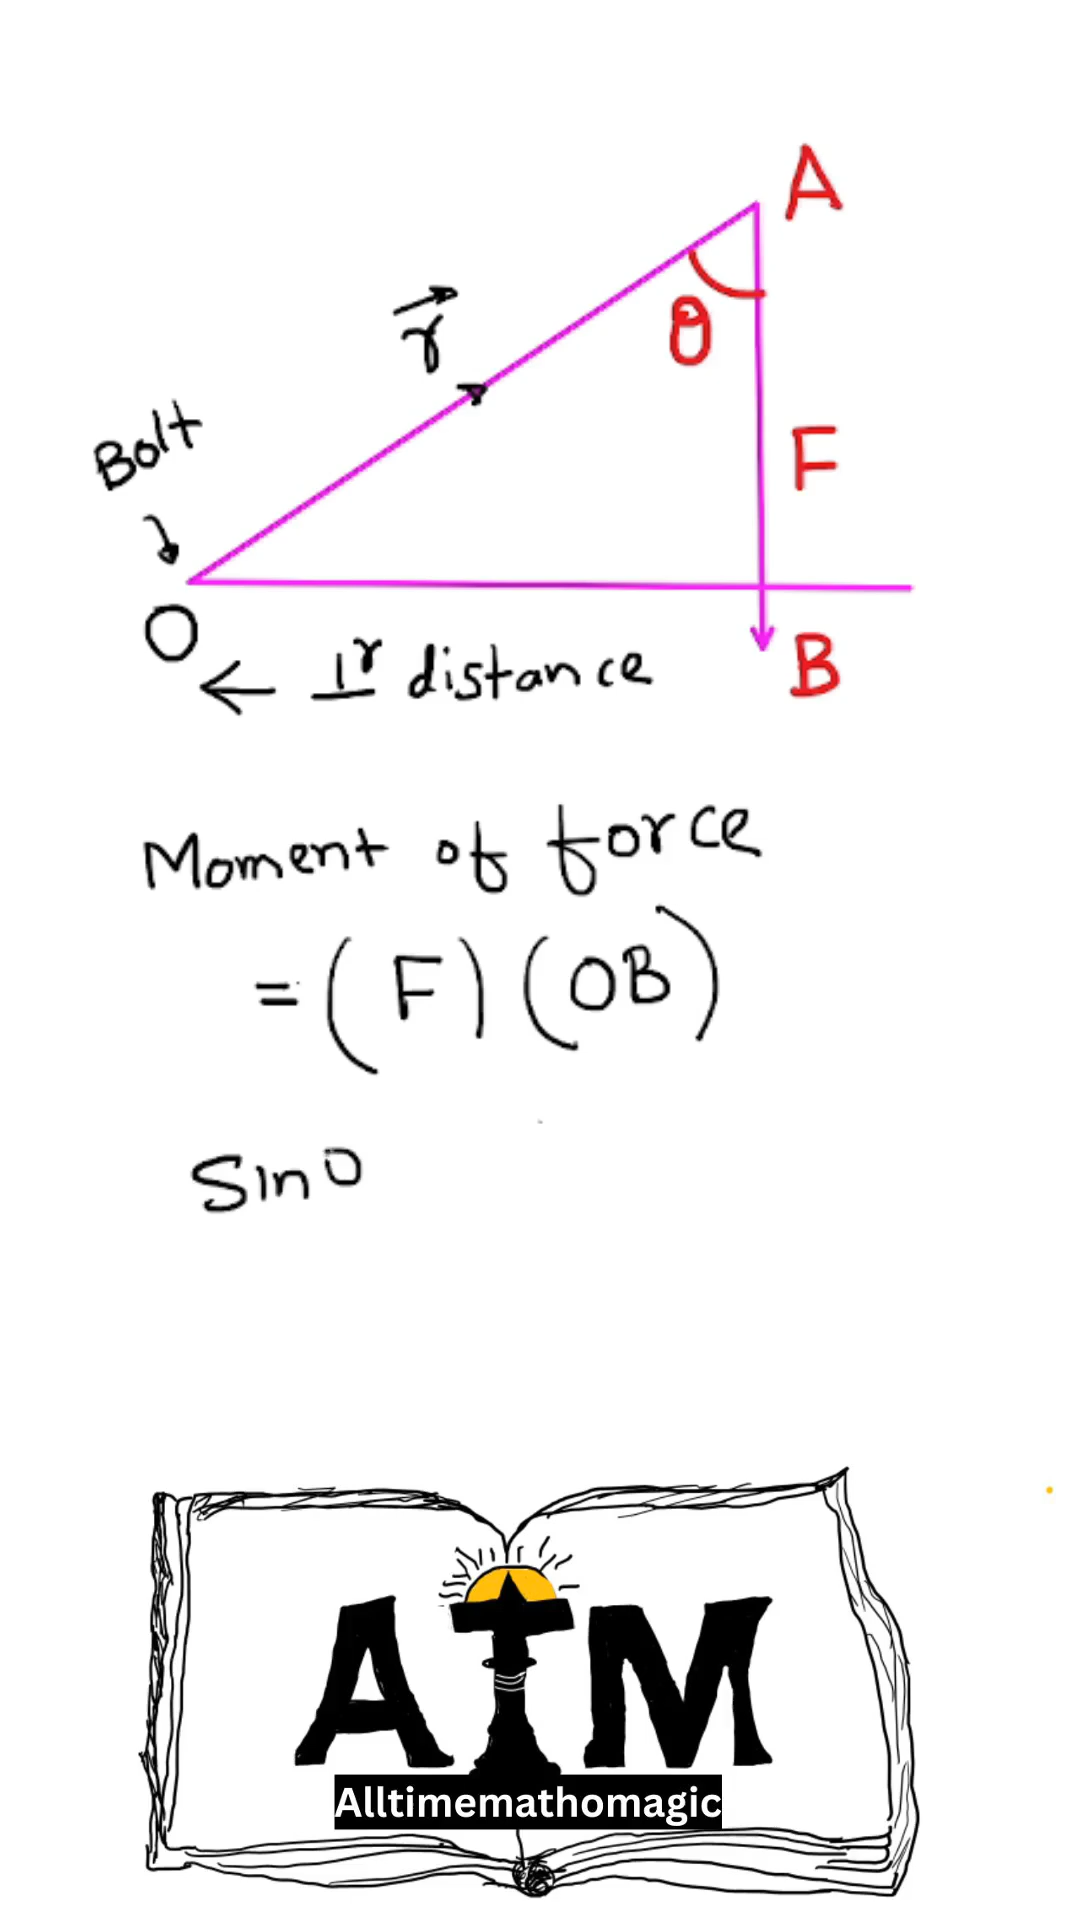 A
r
θ
Bolt
F
O
⊥r distance
B
Moment of force
= (F) (OB)
Sin θ
ATM
Alltimemathomagic